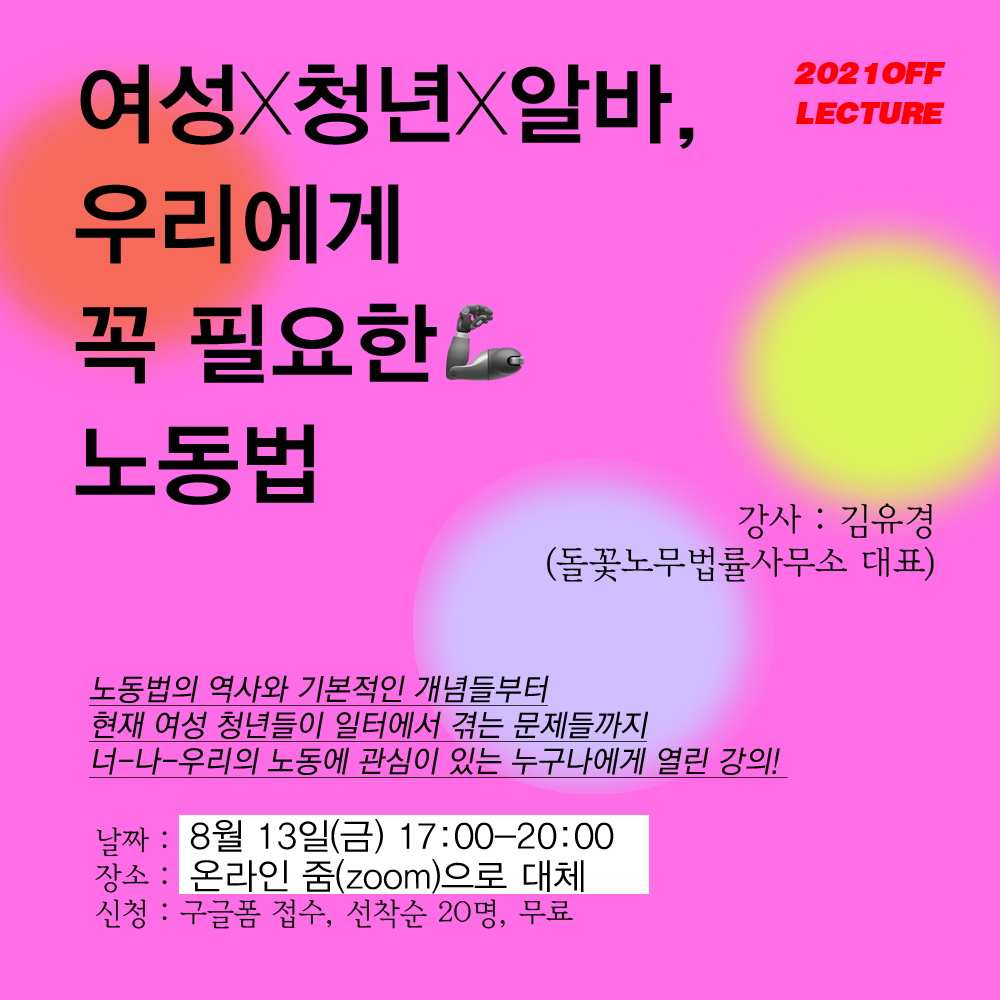 여성X청년X알바,
우리에게
꼭 필요한
노동법
2021OFF
LECTURE
강사 : 김유경
(돌꽃노무법률사무소 대표)
노동법의 역사와 기본적인 개념들부터
현재 여성 청년들이 일터에서 겪는 문제들까지
너-나-우리의 노동에 관심이 있는 누구나에게 열린 강의!
날짜 : 8월 13일(금) 17:00-20:00
장소 : 온라인 줌(zoom)으로 대체
신청 : 구글폼 접수, 선착순 20명, 무료